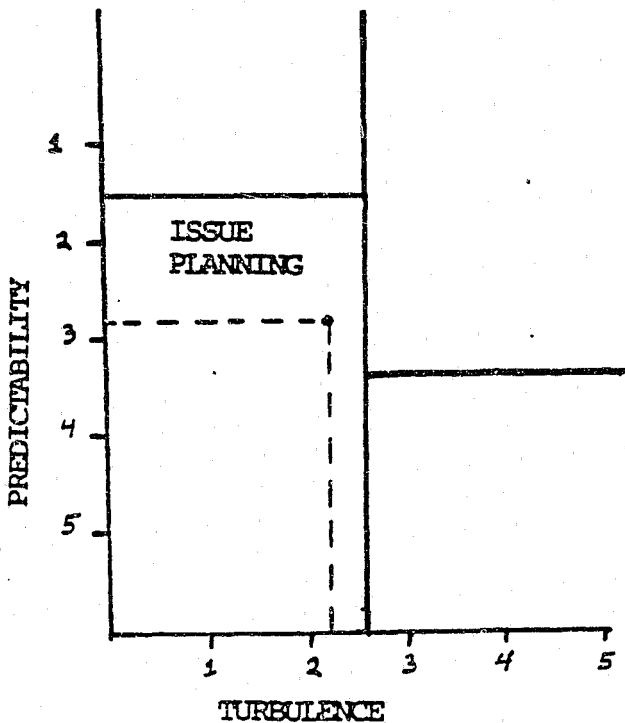 1
2
ISSUE
PLANNING
3
4
5
PREDICTABILITY
1 2 3 4 5
TURBULENCE